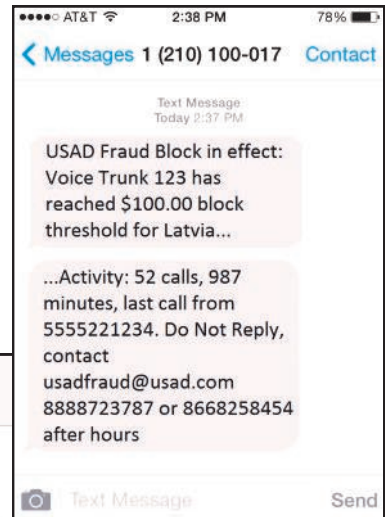 ●●●●○ AT&T 2:38 PM 78%
Messages 1 (210) 100-017 Contact
Text Message
Today 2:37 PM
USAD Fraud Block in effect:
Voice Trunk 123 has
reached $100.00 block
threshold for Latvia...
...Activity: 52 calls, 987
minutes, last call from
5555221234. Do Not Reply,
contact
usadfraud@usad.com
8888723787 or 8668258454
after hours
Text Message Send